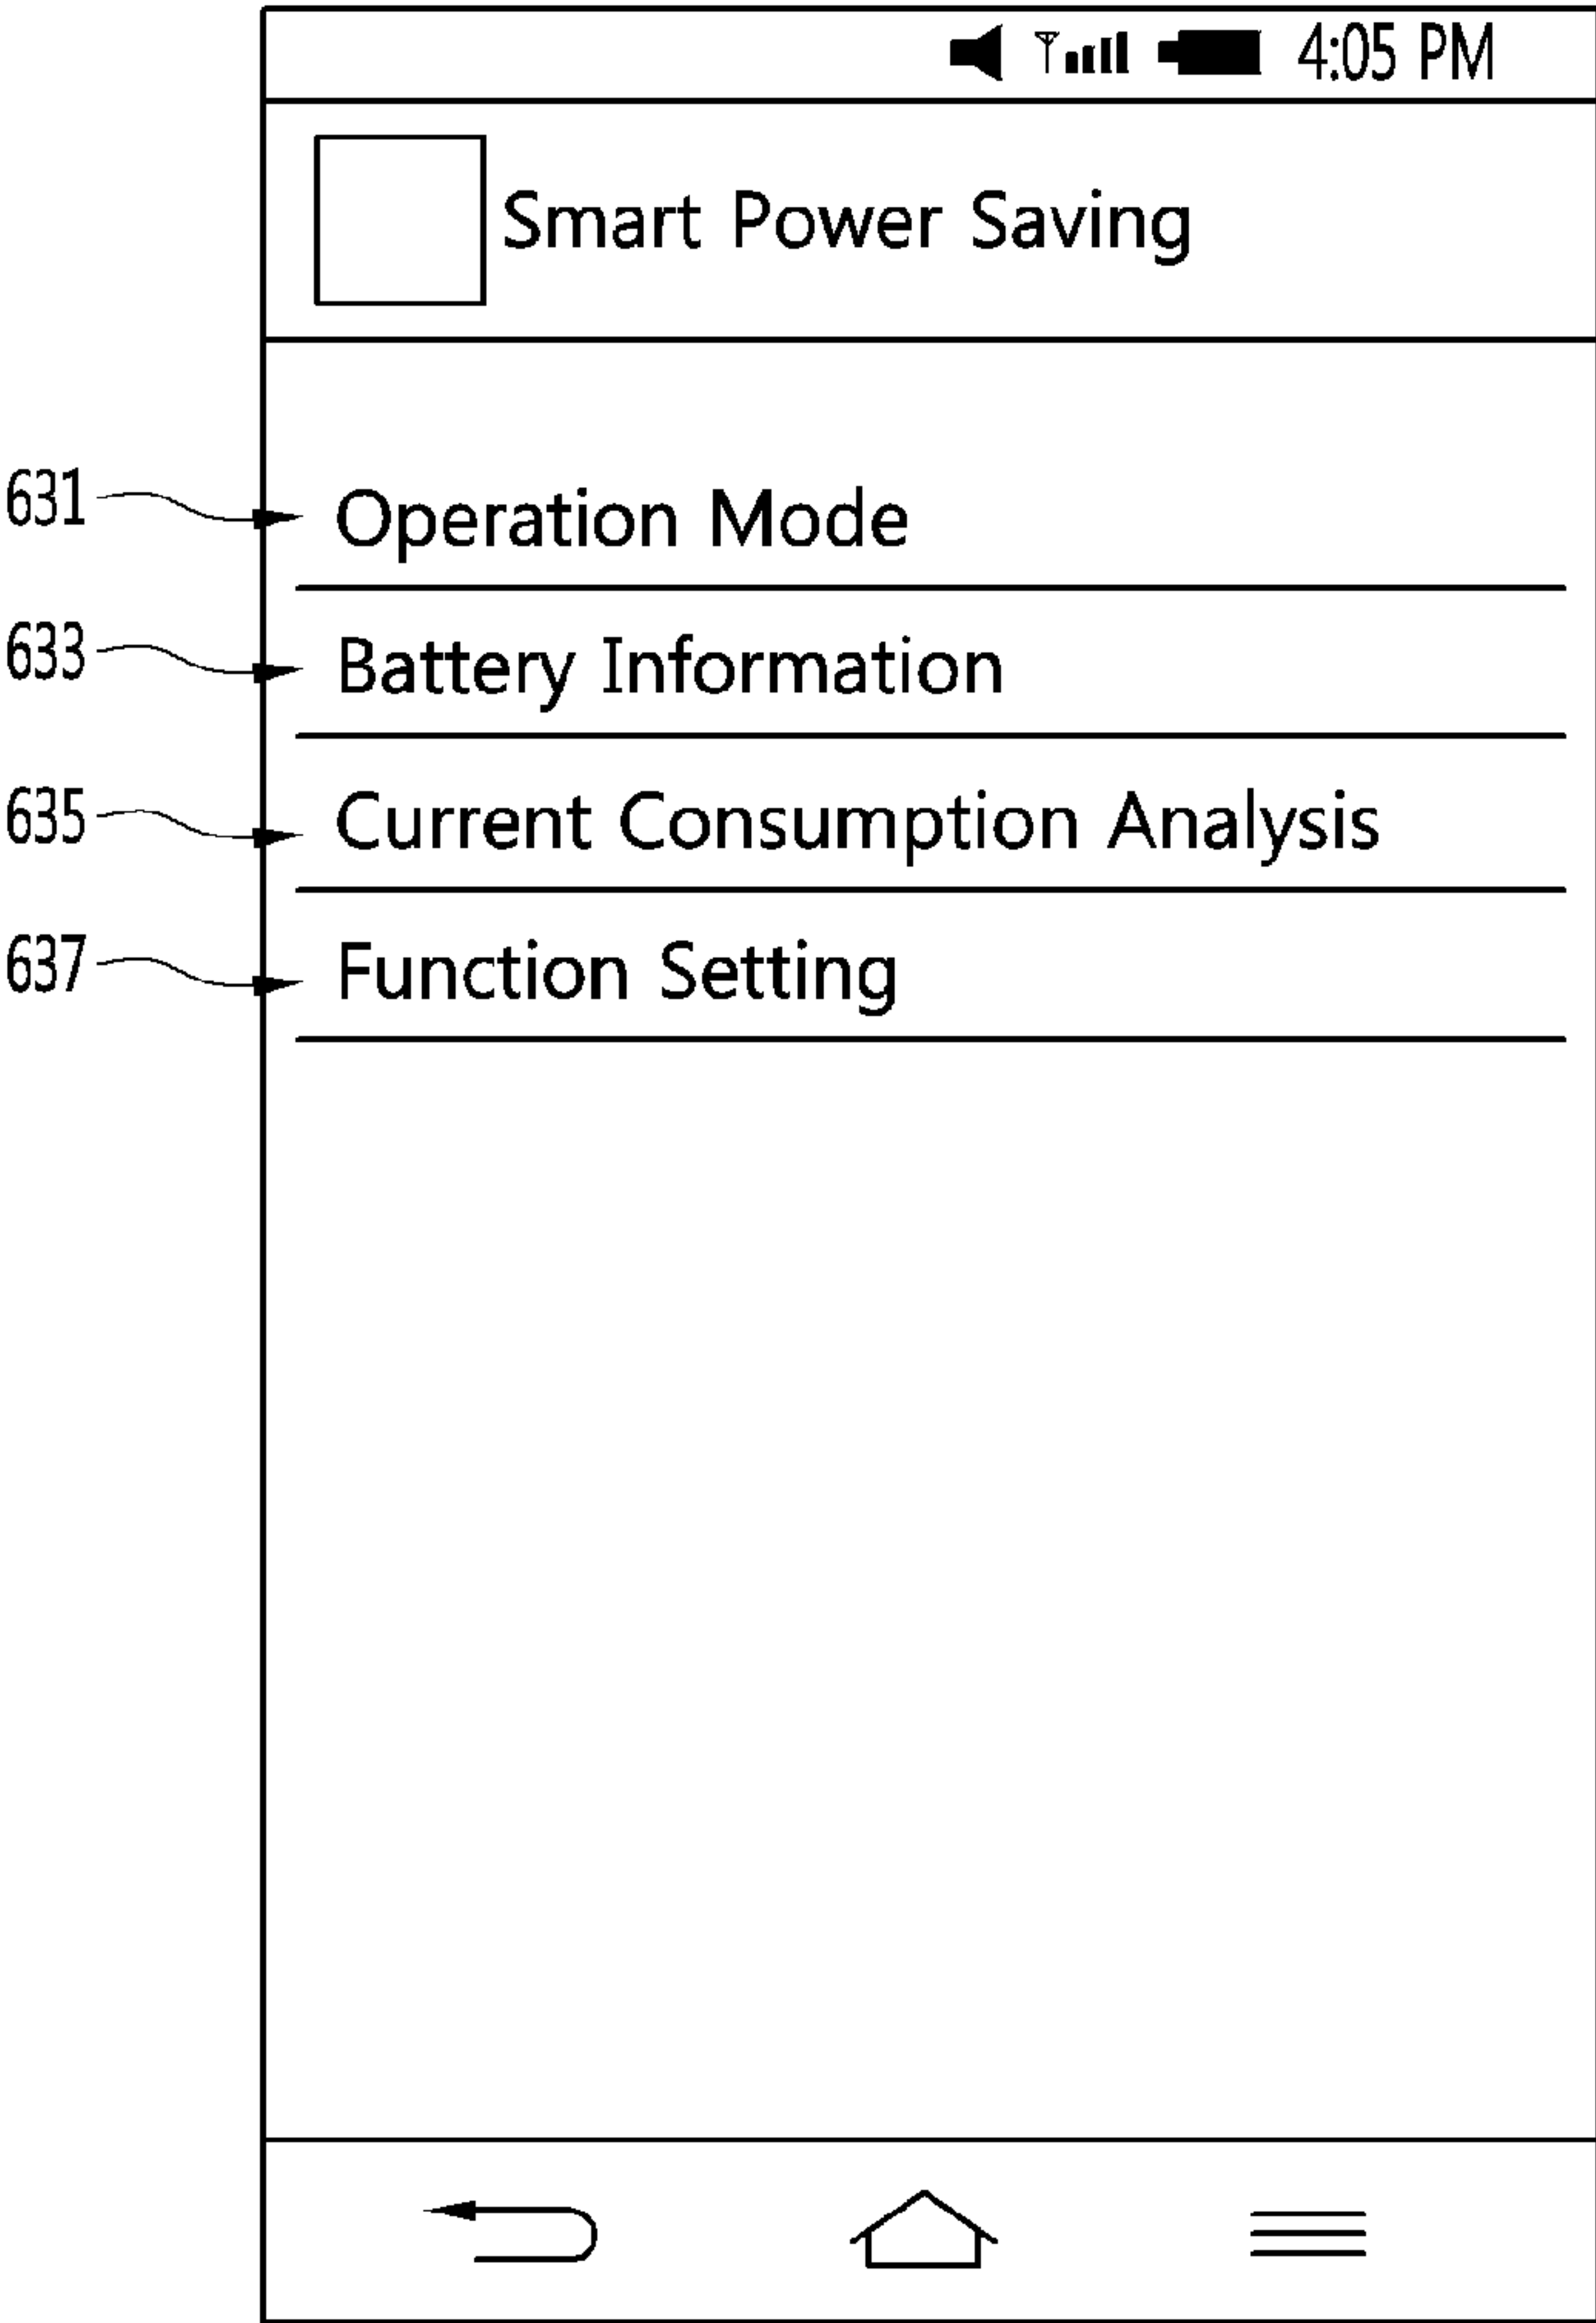 4:05 PM
Smart Power Saving
631 Operation Mode
633 Battery Information
635 Current Consumption Analysis
637 Function Setting